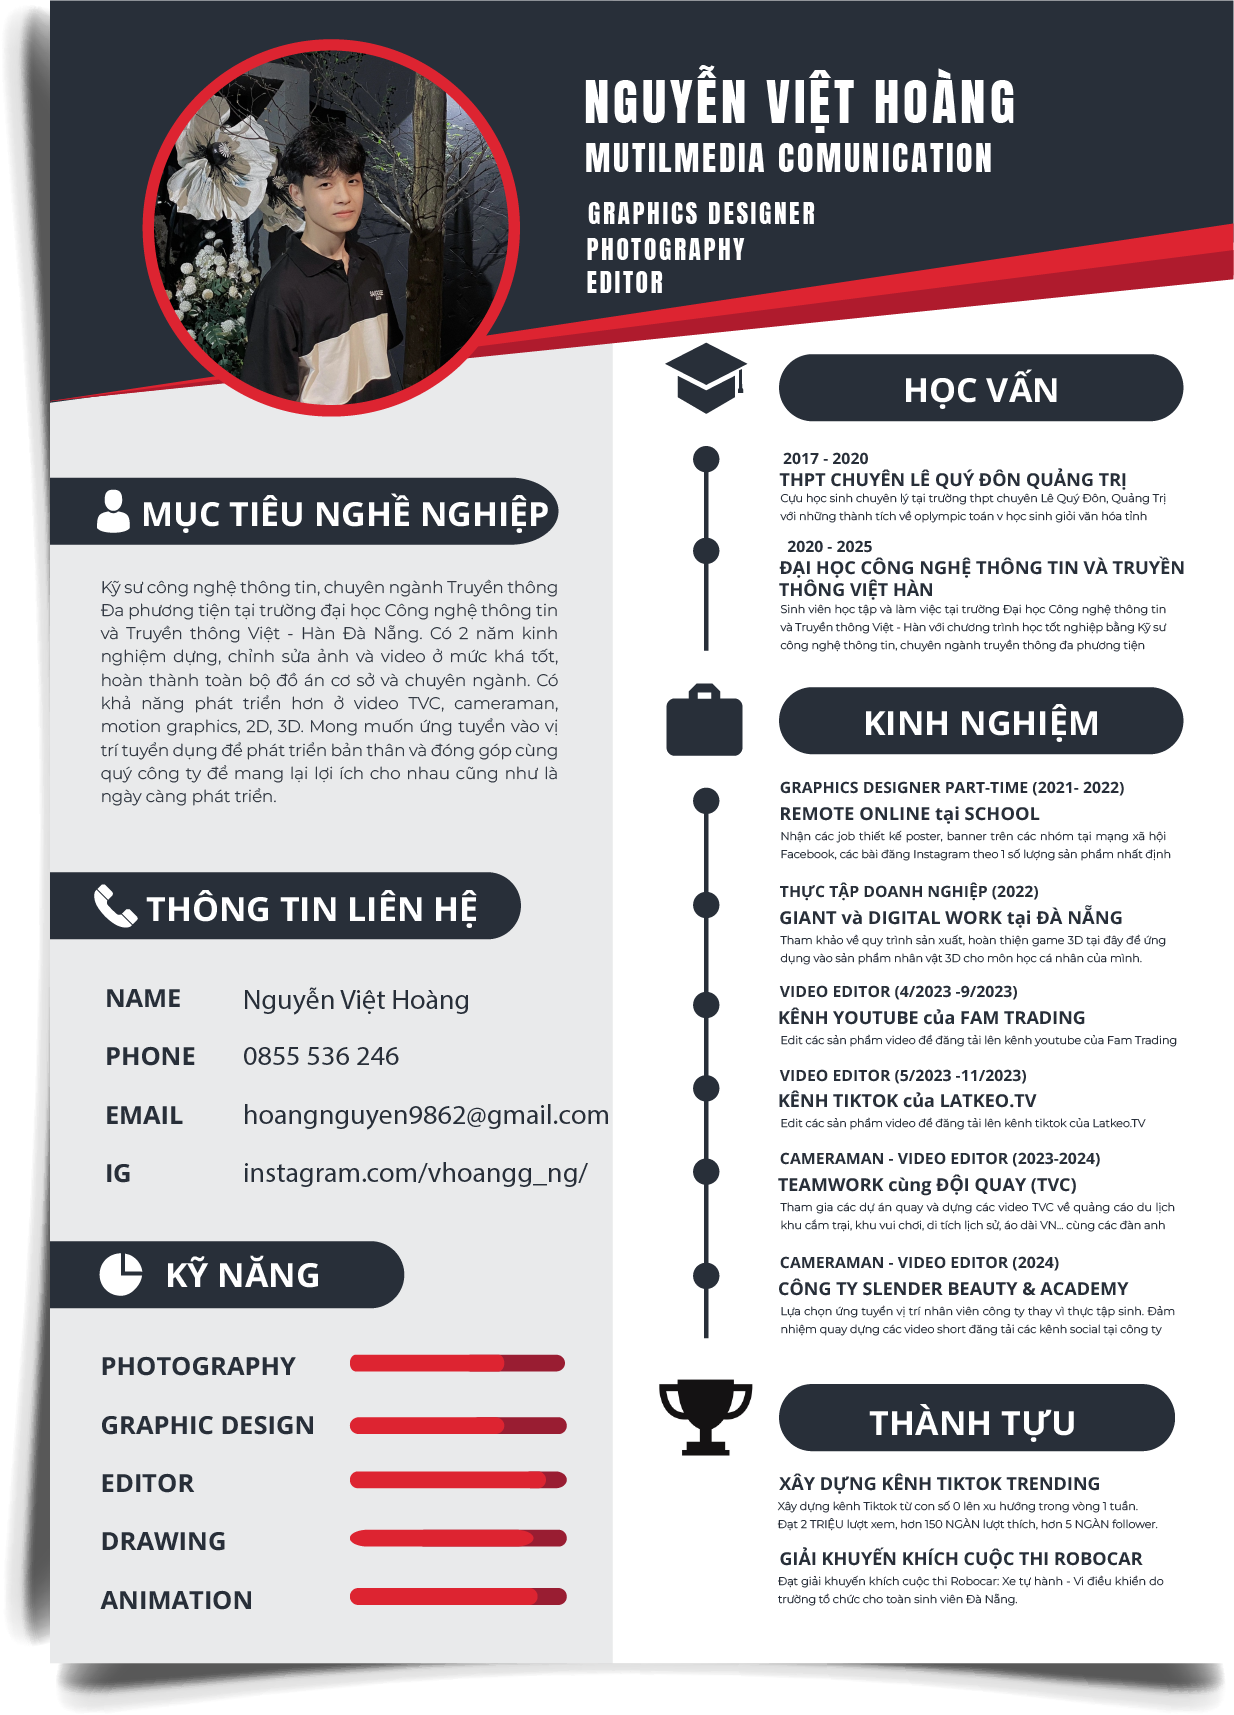 NGUYỄN VIỆT HOÀNG
MUTILMEDIA COMUNICATION
GRAPHICS DESIGNER
PHOTOGRAPHY
EDITOR
MỤC TIÊU NGHỀ NGHIỆP
Kỹ sư công nghệ thông tin, chuyên ngành Truyền thông
Đa phương tiện tại trường đại học Công nghệ thông tin
và Truyền thông Việt - Hàn Đà Nẵng. Có 2 năm kinh
nghiệm dựng, chỉnh sửa ảnh và video ở mức khá tốt,
hoàn thành toàn bộ đồ án cơ sở và chuyên ngành. Có
khả năng phát triển hơn ở video TVC, cameraman,
motion graphics, 2D, 3D. Mong muốn ứng tuyển vào vị
trí tuyển dụng để phát triển bản thân và đóng góp cùng
quý công ty để mang lại lợi ích cho nhau cũng như là
ngày càng phát triển.
THÔNG TIN LIÊN HỆ
NAME Nguyễn Việt Hoàng
PHONE 0855 536 246
EMAIL hoangnguyen9862@gmail.com
IG instagram.com/vhoangg_ng/
KỸ NĂNG
PHOTOGRAPHY
GRAPHIC DESIGN
EDITOR
DRAWING
ANIMATION
HỌC VẤN
2017 - 2020
THPT CHUYÊN LÊ QUÝ ĐÔN QUẢNG TRỊ
Cựu học sinh chuyên lý tại trường thpt chuyên Lê Quý Đôn, Quảng Trị
với những thành tích về oplympic toán v học sinh giỏi văn hóa tỉnh
2020 - 2025
ĐẠI HỌC CÔNG NGHỆ THÔNG TIN VÀ TRUYỀN
THÔNG VIỆT HÀN
Sinh viên học tập và làm việc tại trường Đại học Công nghệ thông tin
và Truyền thông Việt - Hàn với chương trình học tốt nghiệp bằng Kỹ sư
công nghệ thông tin, chuyên ngành truyền thông đa phương tiện
KINH NGHIỆM
GRAPHICS DESIGNER PART-TIME (2021- 2022)
REMOTE ONLINE tại SCHOOL
Nhận các job thiết kế poster, banner trên các nhóm tại mạng xã hội
Facebook, các bài đăng Instagram theo 1 số lượng sản phẩm nhất định
THỰC TẬP DOANH NGHIỆP (2022)
GIANT và DIGITAL WORK tại ĐÀ NẴNG
Tham khảo về quy trình sản xuất, hoàn thiện game 3D tại đây để ứng
dụng vào sản phẩm nhân vật 3D cho môn học cá nhân của mình.
VIDEO EDITOR (4/2023 -9/2023)
KÊNH YOUTUBE của FAM TRADING
Edit các sản phẩm video để đăng tải lên kênh youtube của Fam Trading
VIDEO EDITOR (5/2023 -11/2023)
KÊNH TIKTOK của LATKEO.TV
Edit các sản phẩm video để đăng tải lên kênh tiktok của Latkeo.TV
CAMERAMAN - VIDEO EDITOR (2023-2024)
TEAMWORK cùng ĐỘI QUAY (TVC)
Tham gia các dự án quay và dựng các video TVC về quảng cáo du lịch
khu cắm trại, khu vui chơi, di tích lịch sử, áo dài VN... cùng các đàn anh
CAMERAMAN - VIDEO EDITOR (2024)
CÔNG TY SLENDER BEAUTY & ACADEMY
Lựa chọn ứng tuyển vị trí nhân viên công ty thay vì thực tập sinh. Đảm
nhiệm quay dựng các video short đăng tải các kênh social tại công ty
THÀNH TỰU
XÂY DỰNG KÊNH TIKTOK TRENDING
Xây dựng kênh Tiktok từ con số 0 lên xu hướng trong vòng 1 tuần.
Đạt 2 TRIỆU lượt xem, hơn 150 NGÀN lượt thích, hơn 5 NGÀN follower.
GIẢI KHUYẾN KHÍCH CUỘC THI ROBOCAR
Đạt giải khuyến khích cuộc thi Robocar: Xe tự hành - Vi điều khiển do
trường tổ chức cho toàn sinh viên Đà Nẵng.